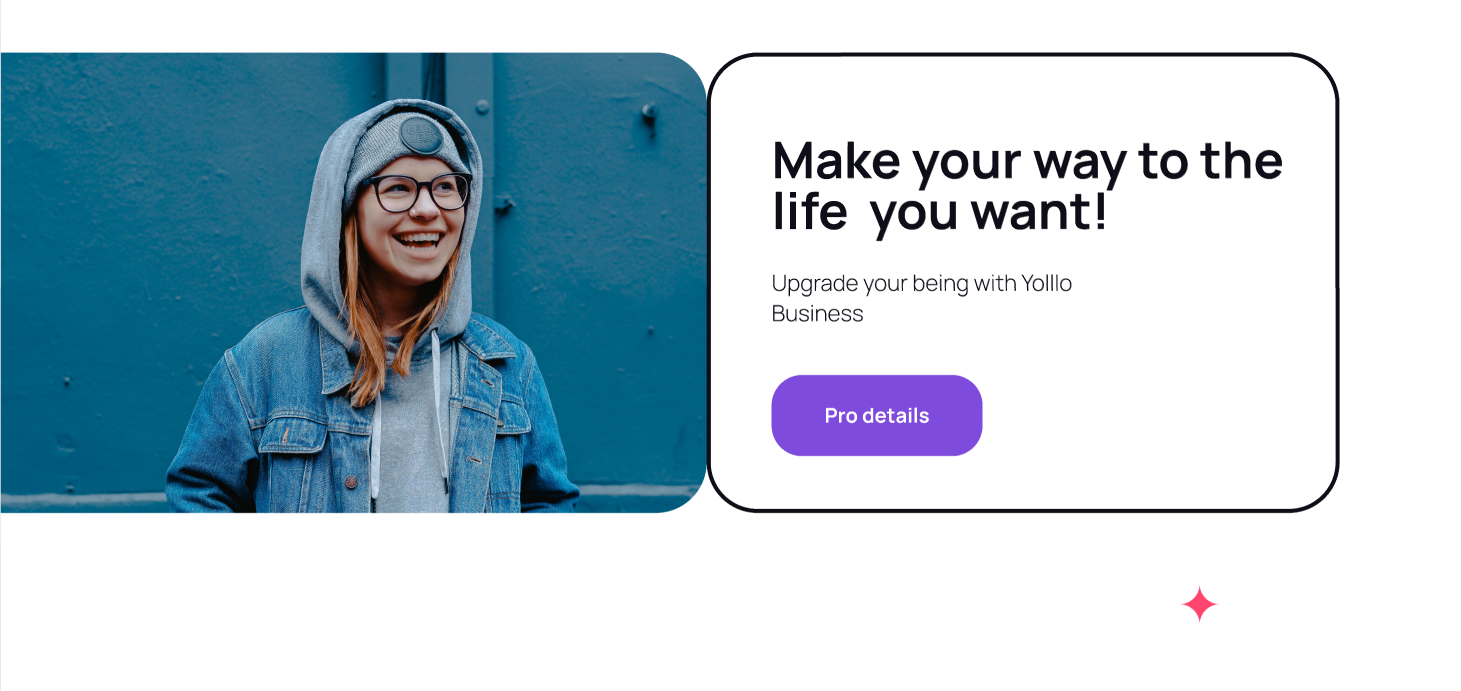 Make your way to the
life  you want!
Upgrade your being with Yolllo
Business
Pro details